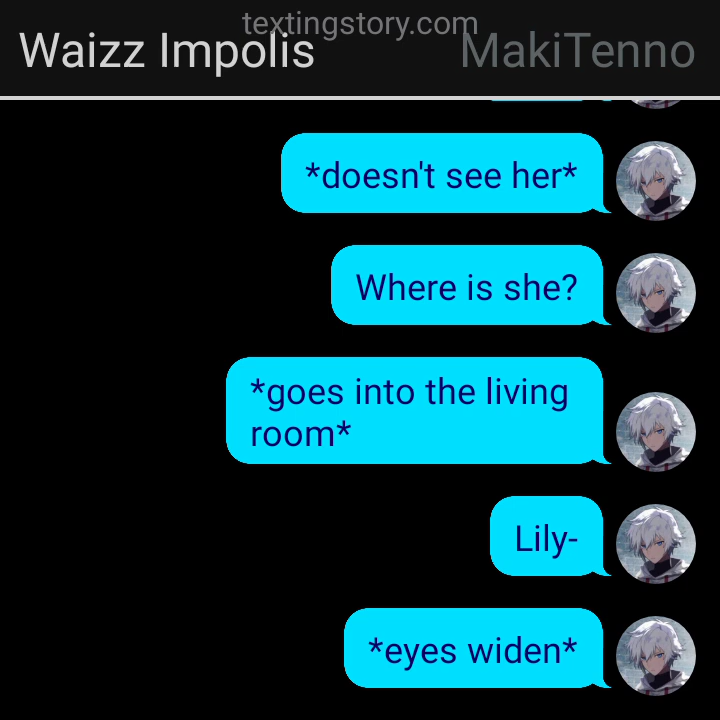 textingstory.com
Waizz Impolis
MakiTenno
*doesn't see her*
Where is she?
*goes into the living
room*
Lily-
*eyes widen*